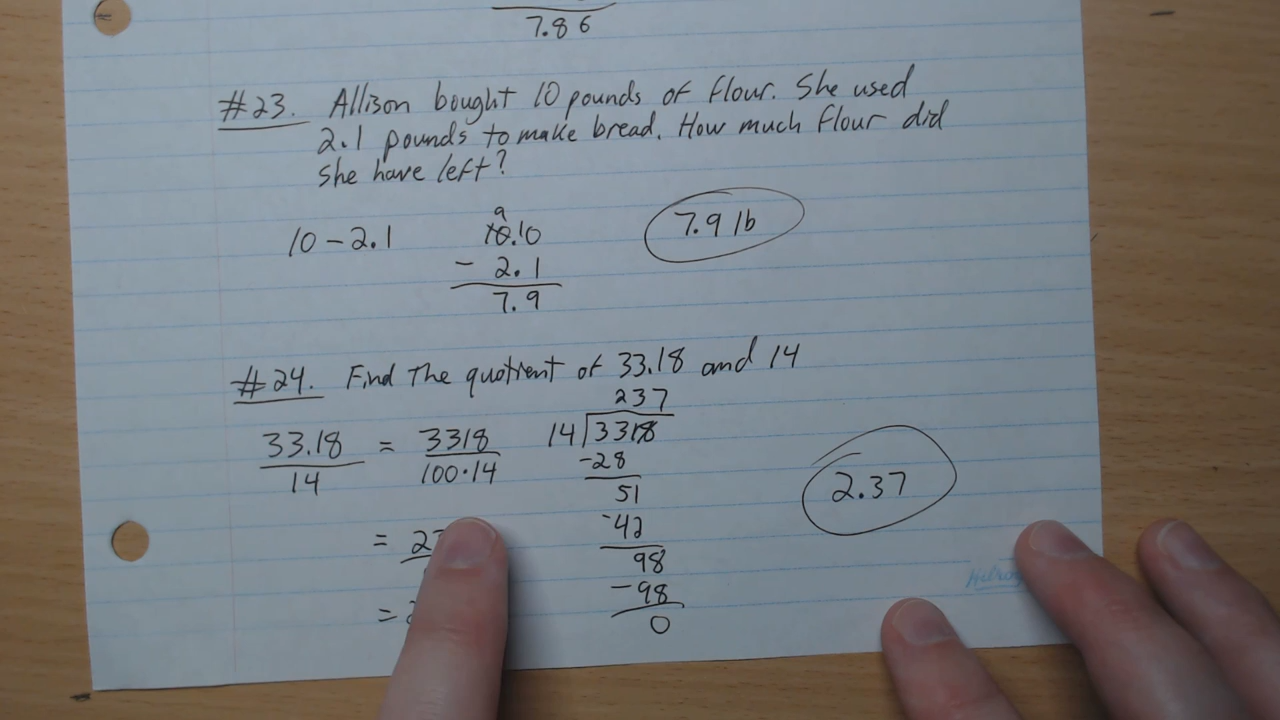 7.86
#23. Allison bought 10 pounds of flour. She used
2.1 pounds to make bread. How much flour did
she have left?
9
10 - 2.1 10.10 7.9 lb
- 2.1
7.9
#24. Find the quotient of 33.18 and 14
237
33.18 = 3318 14 3318
14 100·14
-28
51 2.37
-42
=
98
-98
=
0